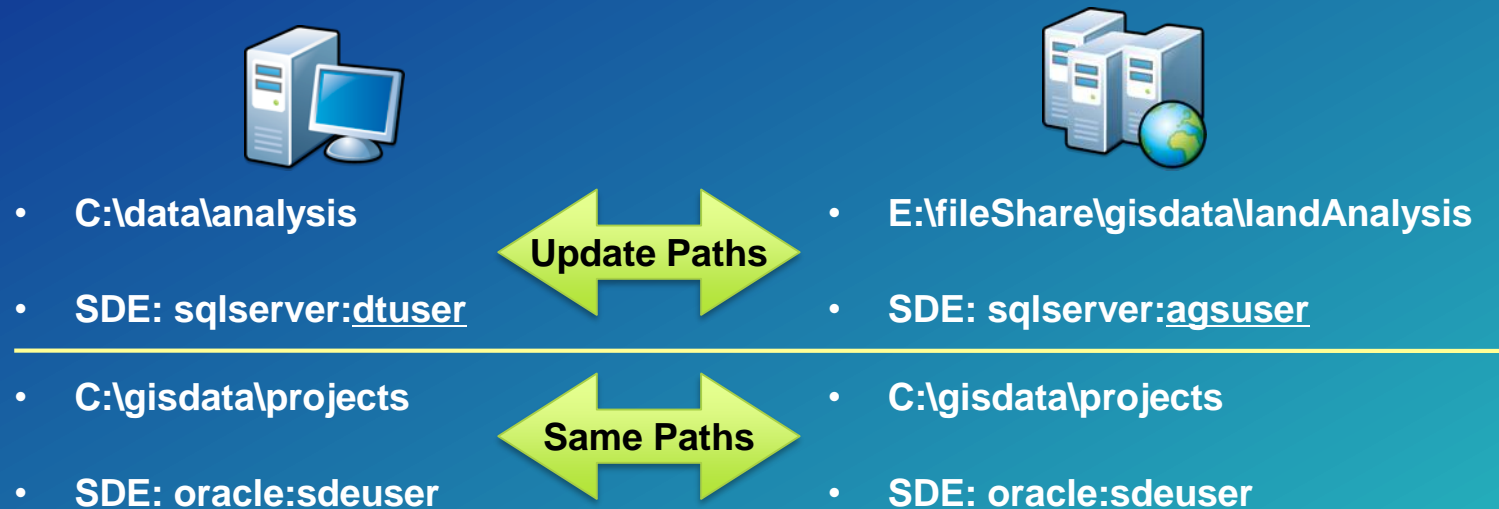 • C:\data\analysis
• SDE: sqlserver:dtuser
Update Paths
• E:\fileShare\gisdata\landAnalysis
• SDE: sqlserver:agsuser
• C:\gisdata\projects
• SDE: oracle:sdeuser
Same Paths
• C:\gisdata\projects
• SDE: oracle:sdeuser